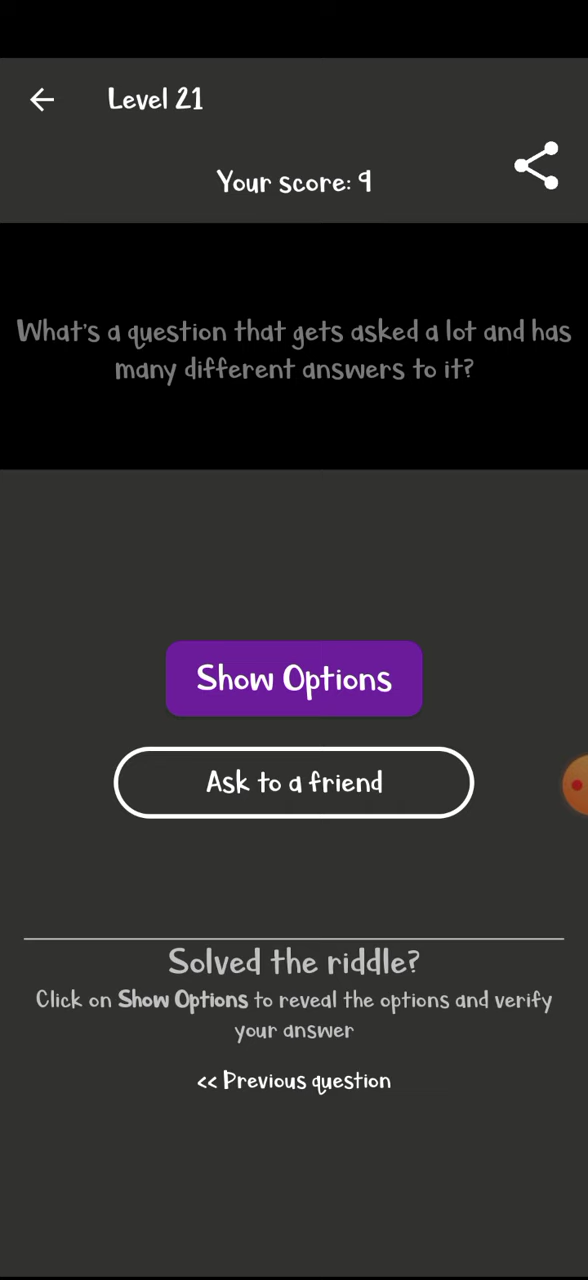 Level 21
Your score: 9
What's a question that gets asked a lot and has
many different answers to it?
Show Options
Ask to a friend
Solved the riddle?
Click on Show Options to reveal the options and verify
your answer
<< Previous question